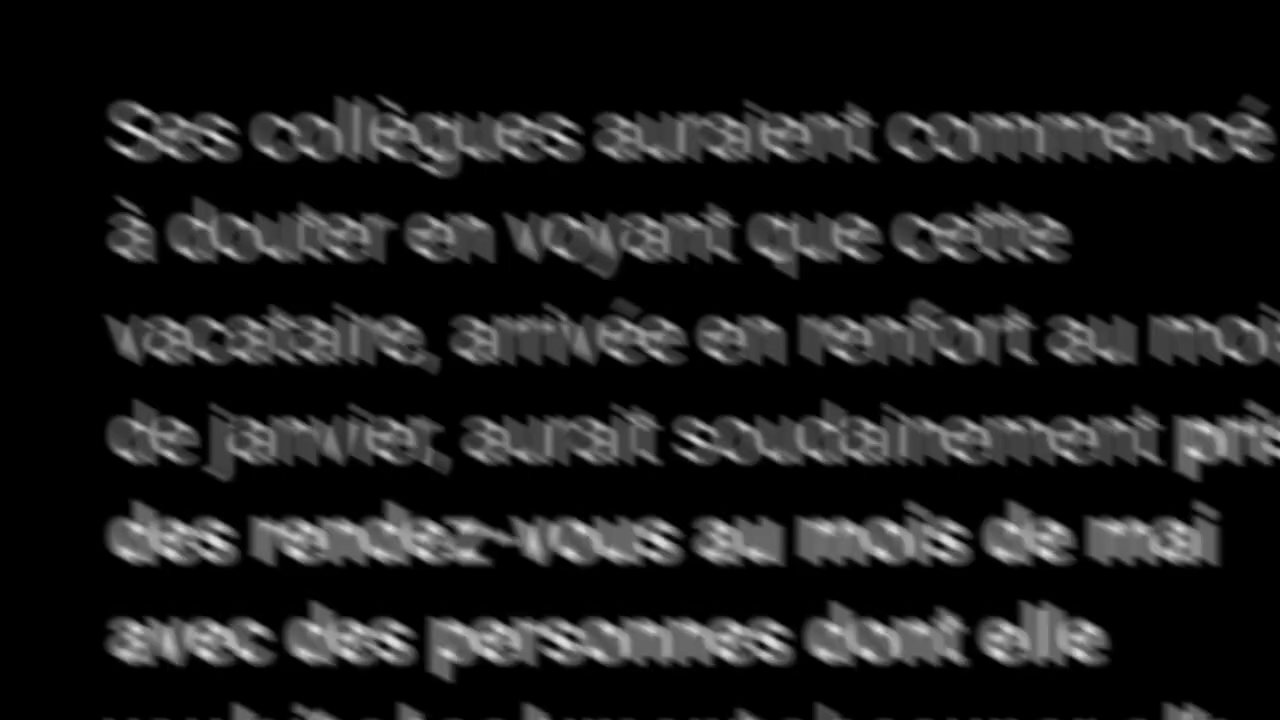 Ses collègues auraient commencé
à douter en voyant que cette
vacataire, arrivée en renfort au mois
de janvier, aurait soudainement pris
des rendez-vous au mois de mai
avec des personnes dont elle